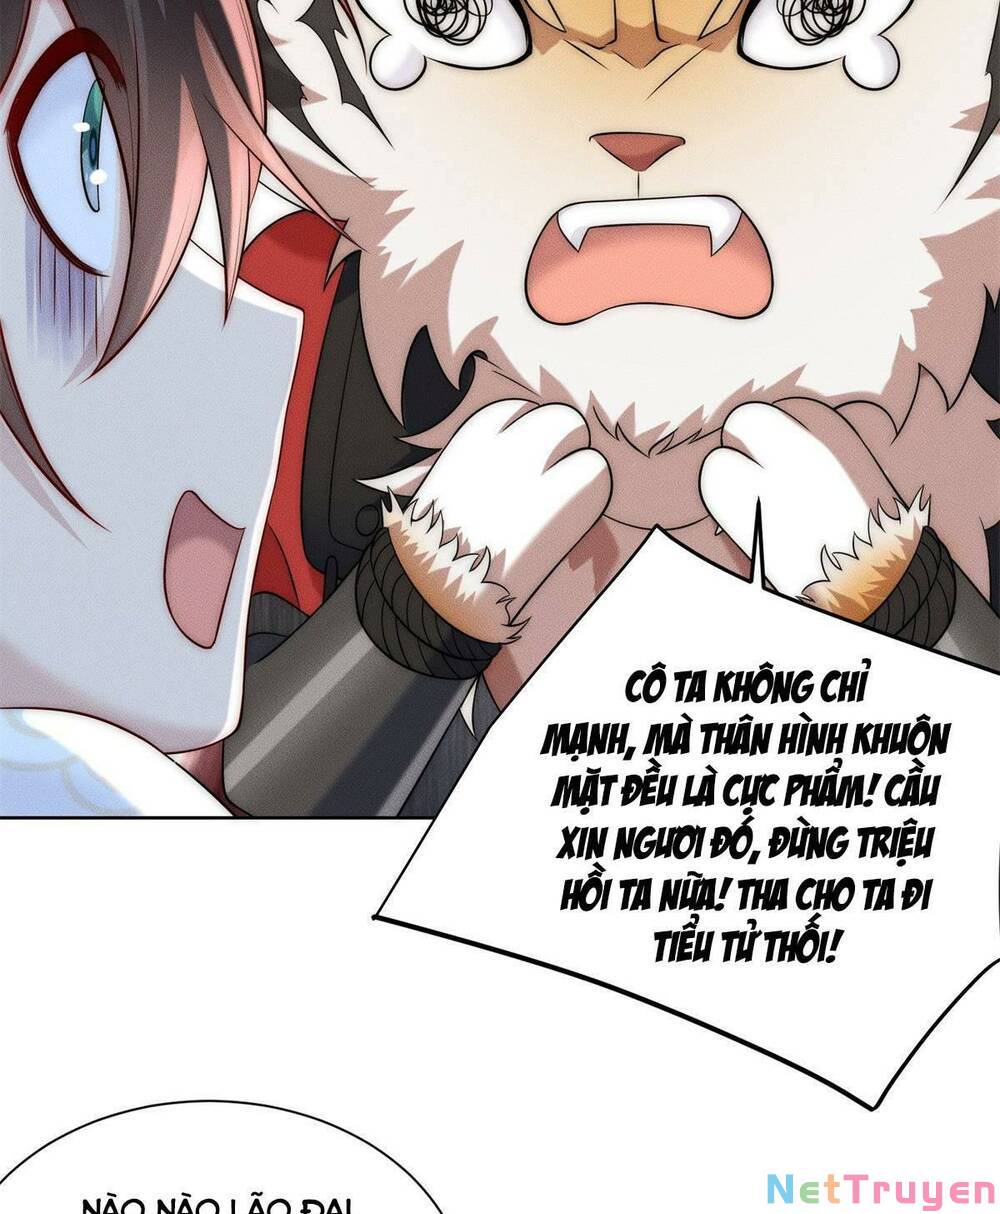 CÔ TA KHÔNG CHỈ
MẠNH, MÀ THÂN HÌNH KHUÔN
MẶT ĐỀU LÀ CỰC PHẨM! CẦU
XIN NGƯƠI ĐÓ, ĐỪNG TRIỆU
HỒI TA NỮA! THA CHO TA ĐI
TIỂU TỬ THỐI!
NÀO NÀO LÃO ĐẠI
NetTruyen